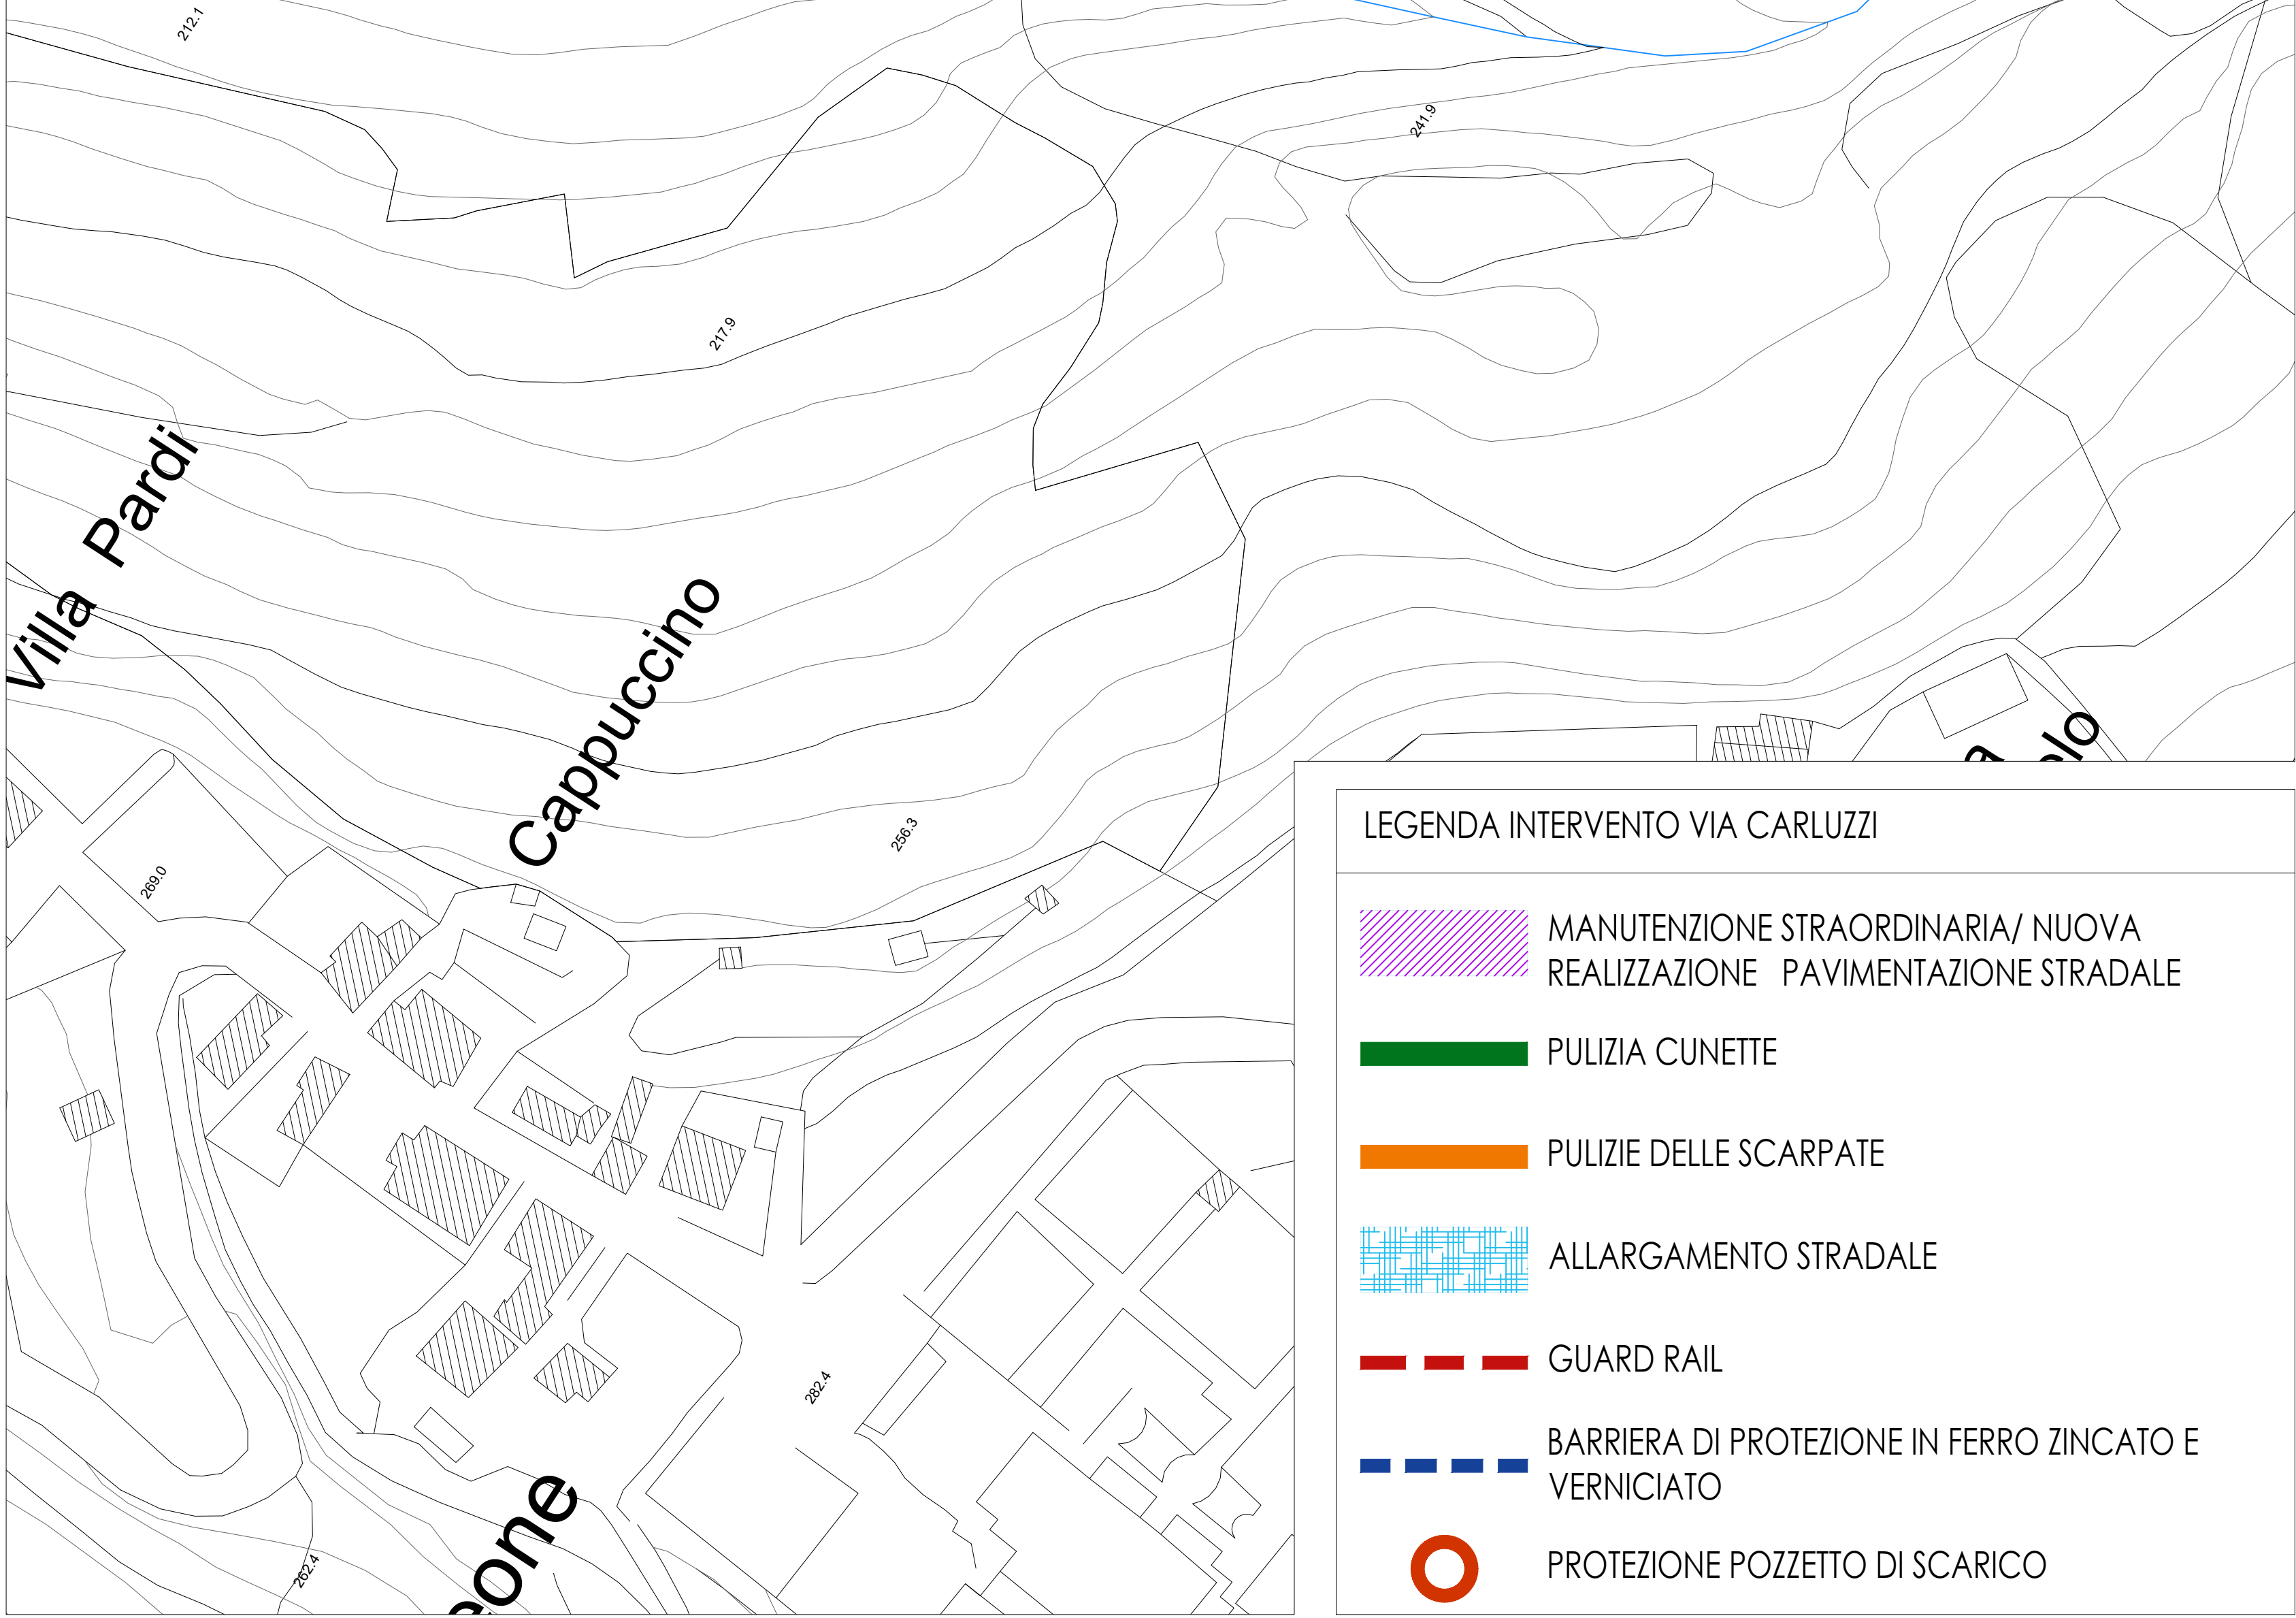 212.1
241.9
217.9
Villa Pardi
Cappuccino
256.3
269.0
282.4
262.4
LEGENDA INTERVENTO VIA CARLUZZI
MANUTENZIONE STRAORDINARIA/ NUOVA
REALIZZAZIONE PAVIMENTAZIONE STRADALE
PULIZIA CUNETTE
PULIZIE DELLE SCARPATE
ALLARGAMENTO STRADALE
GUARD RAIL
BARRIERA DI PROTEZIONE IN FERRO ZINCATO E
VERNICIATO
PROTEZIONE POZZETTO DI SCARICO